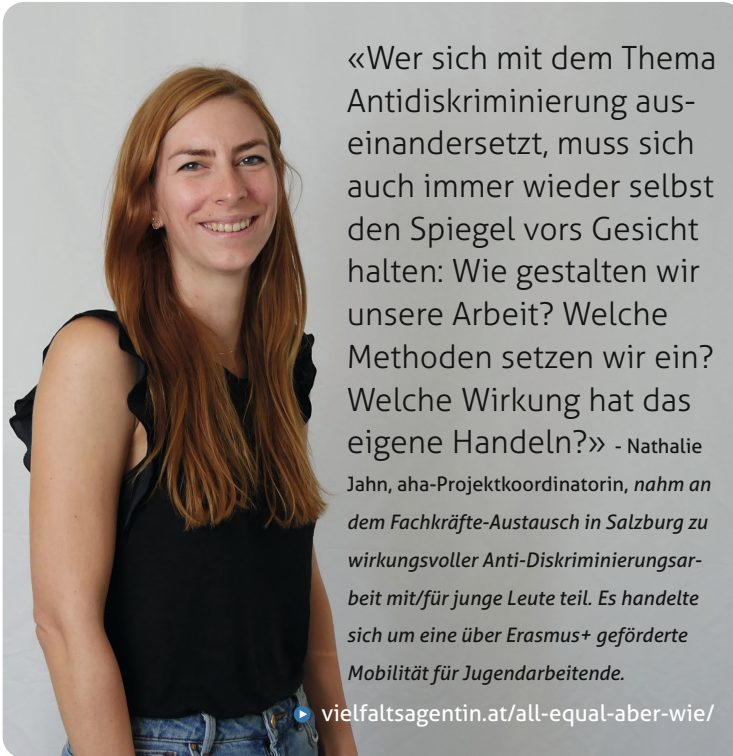 «Wer sich mit dem Thema
Antidiskriminierung aus-
einandersetzt, muss sich
auch immer wieder selbst
den Spiegel vors Gesicht
halten: Wie gestalten wir
unsere Arbeit? Welche
Methoden setzen wir ein?
Welche Wirkung hat das
eigene Handeln?» - Nathalie
Jahn, aha-Projektkoordinatorin, nahm an
dem Fachkräfte-Austausch in Salzburg zu
wirkungsvoller Anti-Diskriminierungsar-
beit mit/für junge Leute teil. Es handelte
sich um eine über Erasmus+ geförderte
Mobilität für Jugendarbeitende.
vielfaltsagentin.at/all-equal-aber-wie/